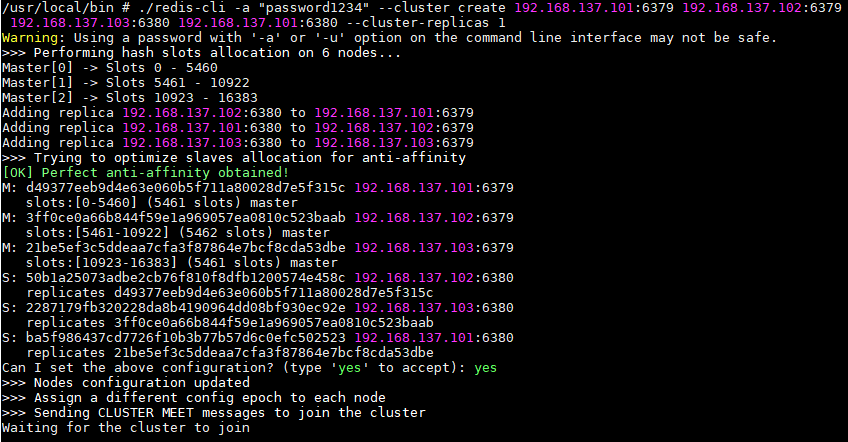 /usr/local/bin # ./redis-cli -a "password1234" --cluster create 192.168.137.101:6379 192.168.137.102:6379
192.168.137.103:6380 192.168.137.101:6380 --cluster-replicas 1
Warning: Using a password with '-a' or '-u' option on the command line interface may not be safe.
>>> Performing hash slots allocation on 6 nodes...
Master[0] -> Slots 0 - 5460
Master[1] -> Slots 5461 - 10922
Master[2] -> Slots 10923 - 16383
Adding replica 192.168.137.102:6380 to 192.168.137.101:6379
Adding replica 192.168.137.101:6380 to 192.168.137.102:6379
Adding replica 192.168.137.103:6380 to 192.168.137.103:6379
>>> Trying to optimize slaves allocation for anti-affinity
[OK] Perfect anti-affinity obtained!
M: d49377eeb9d4e63e060b5f711a80028d7e5f315c 192.168.137.101:6379
slots:[0-5460] (5461 slots) master
M: 3ff0ce0a66b844f59e1a969057ea0810c523baab 192.168.137.102:6379
slots:[5461-10922] (5462 slots) master
M: 21be5ef3c5ddeaa7cfa3f87864e7bcf8cda53dbe 192.168.137.103:6379
slots:[10923-16383] (5461 slots) master
S: 50b1a25073adbe2cb76f810f8dfb1200574e458c 192.168.137.102:6380
replicates d49377eeb9d4e63e060b5f711a80028d7e5f315c
S: 2287179fb320228da8b4190964dd08bf930ec92e 192.168.137.103:6380
replicates 3ff0ce0a66b844f59e1a969057ea0810c523baab
S: ba5f986437cd7726f10b3b77b57d6c0efc502523 192.168.137.101:6380
replicates 21be5ef3c5ddeaa7cfa3f87864e7bcf8cda53dbe
Can I set the above configuration? (type 'yes' to accept): yes
>>> Nodes configuration updated
>>> Assign a different config epoch to each node
>>> Sending CLUSTER MEET messages to join the cluster
Waiting for the cluster to join